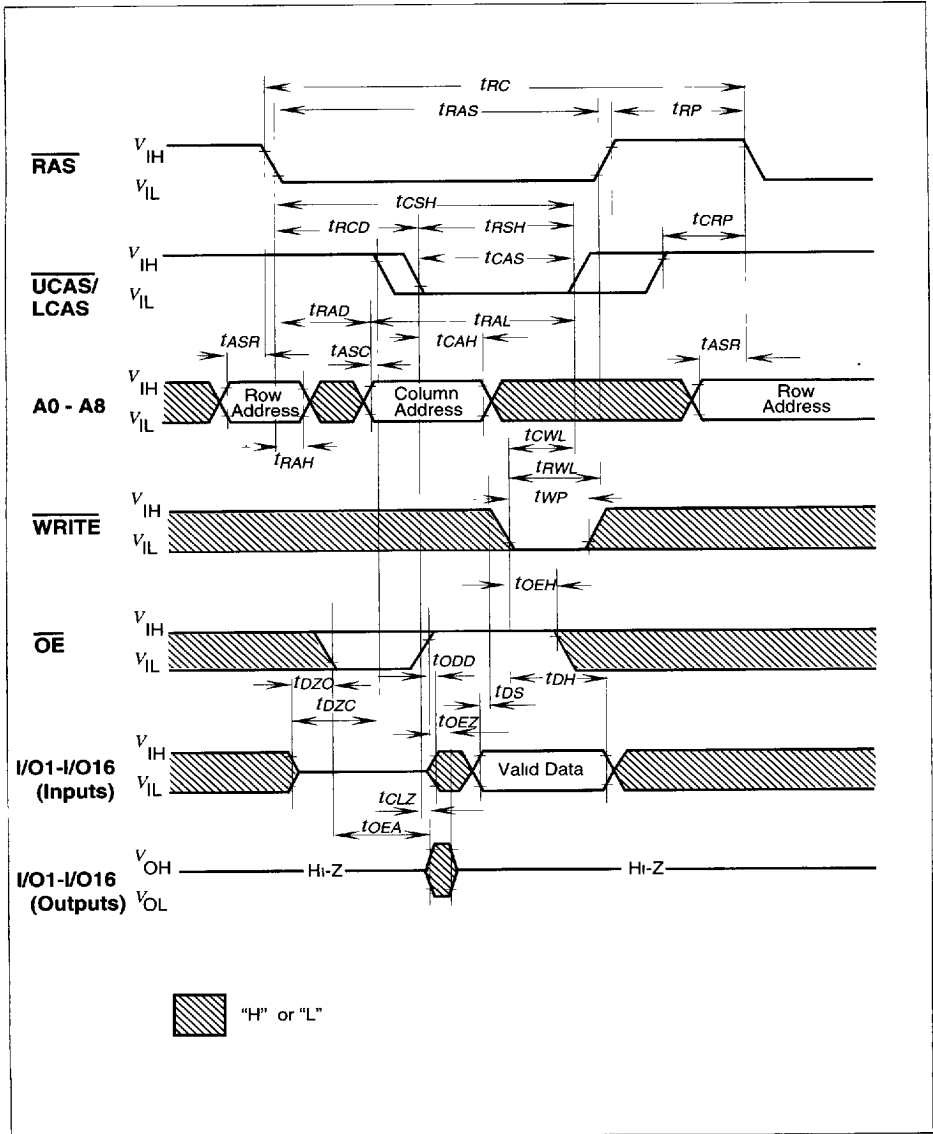 tRC
tRAS
tRP
RAS
VIH
VIL
tCSH
tRCD
tRSH
tCRP
UCAS/
LCAS
VIH
VIL
tCAS
tRAD
tRAL
tASR
tASC
tCAH
tASR
A0 - A8
VIH
VIL
Row
Address
Column
Address
Row
Address
tRAH
tCWL
tRWL
tWP
WRITE
VIH
VIL
tOEH
OE
VIH
VIL
tODD
tDZO
tDZC
tDS
tDH
tOEZ
I/O1-I/O16
(Inputs)
VIH
VIL
Valid Data
tCLZ
tOEA
I/O1-I/O16
(Outputs)
VOH
VOL
Hi-Z
Hi-Z
"H" or "L"